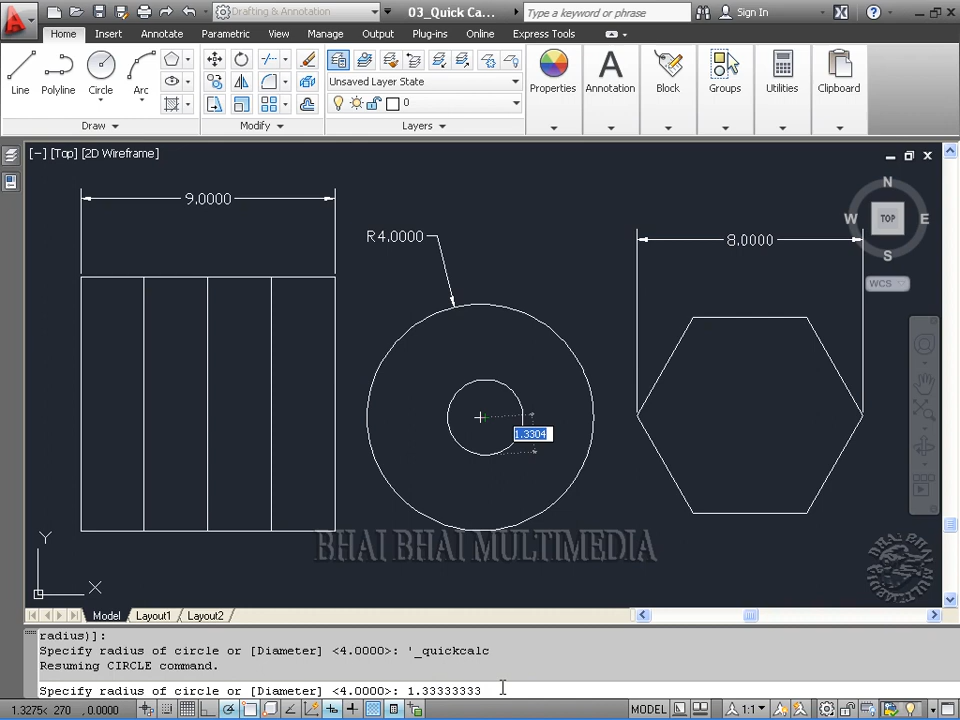 Drafting & Annotation
03_Quick Ca...
Type a keyword or phrase
Sign In
Home Insert Annotate Parametric View Manage Output Plug-ins Online Express Tools
Unsaved Layer State
0
Line Polyline Circle Arc
Properties Annotation Block Groups Utilities Clipboard
Draw Modify Layers
[−] [Top] [2D Wireframe]
N
W TOP E
S
WCS
9.0000
R4.0000
8.0000
1.3304
BHAI BHAI MULTIMEDIA
Y
X
Model Layout1 Layout2
radius)]:
Specify radius of circle or [Diameter] <4.0000>: '_quickcalc
Resuming CIRCLE command.
Specify radius of circle or [Diameter] <4.0000>: 1.33333333
1.3275< 270 , 0.0000
MODEL
1:1